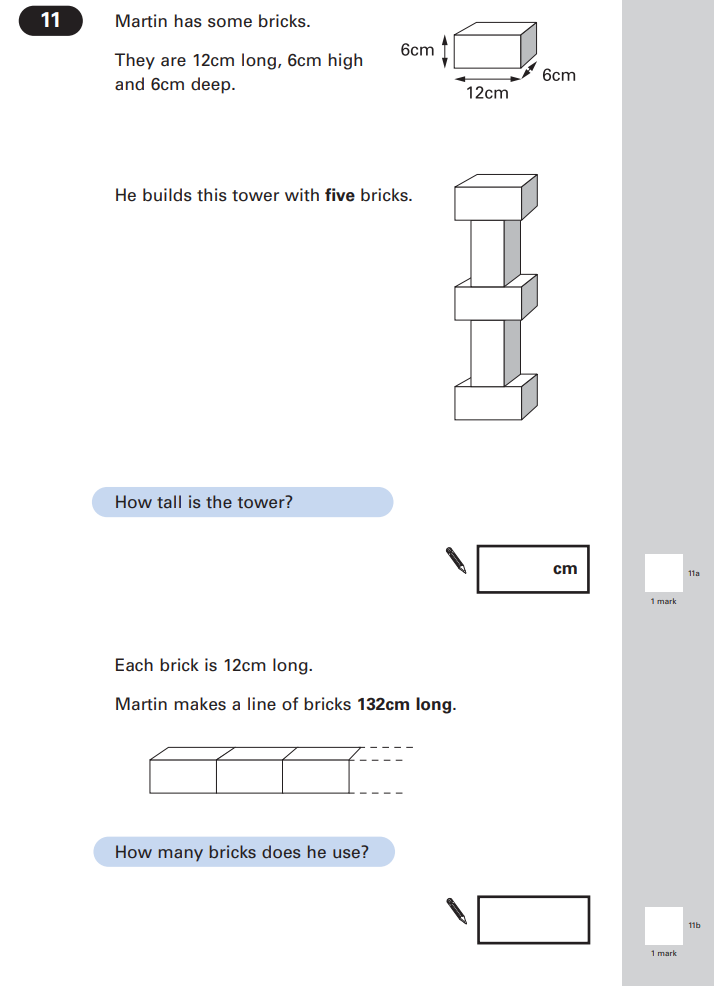 11
Martin has some bricks.
They are 12cm long, 6cm high
and 6cm deep.
6cm
6cm
12cm
He builds this tower with five bricks.
How tall is the tower?
cm
11a
1 mark
Each brick is 12cm long.
Martin makes a line of bricks 132cm long.
How many bricks does he use?
11b
1 mark